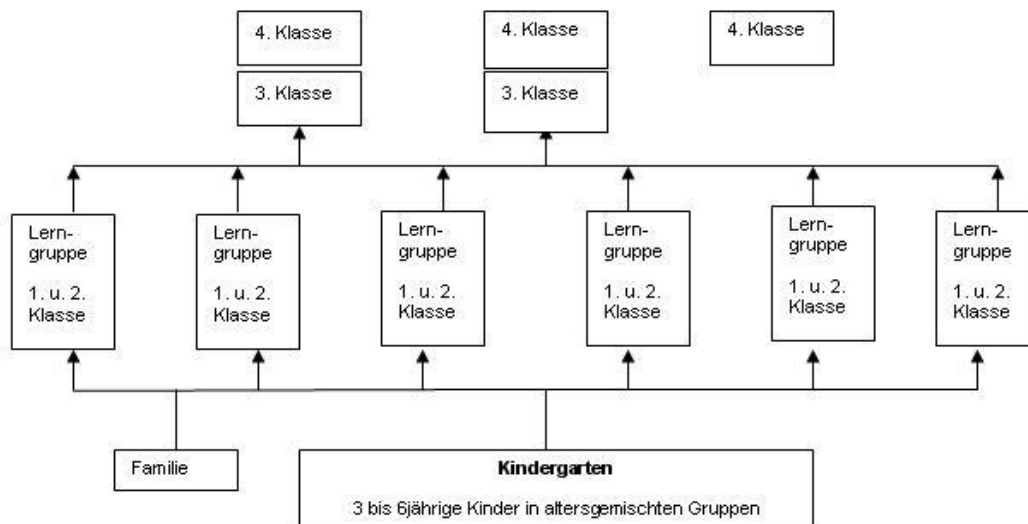 4. Klasse
4. Klasse
4. Klasse
3. Klasse
3. Klasse
Lern-
gruppe
1. u. 2.
Klasse
Lern-
gruppe
1. u. 2.
Klasse
Lern-
gruppe
1. u. 2.
Klasse
Lern-
gruppe
1. u. 2.
Klasse
Lern-
gruppe
1. u. 2.
Klasse
Lern-
gruppe
1. u. 2.
Klasse
Familie
Kindergarten
3 bis 6jährige Kinder in altersgemischten Gruppen